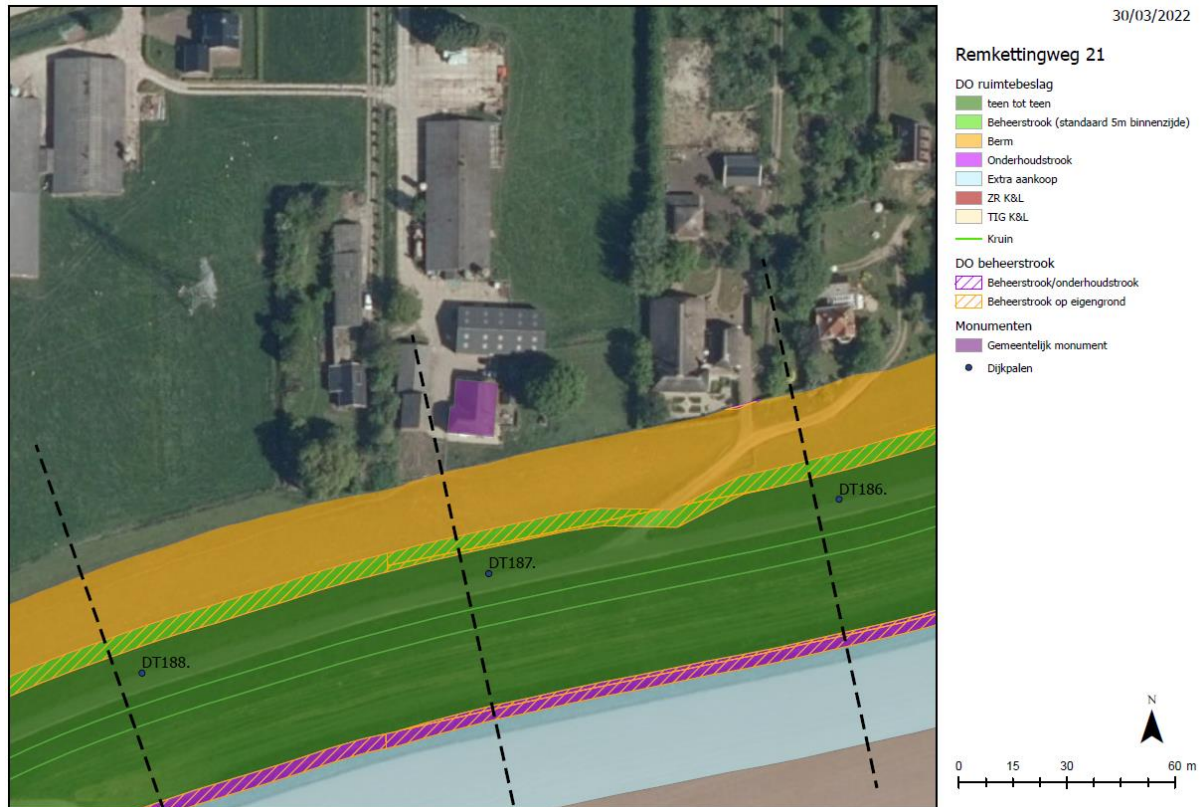 30/03/2022
Remkettingweg 21
DO ruimtebeslag
teen tot teen
Beheerstrook (standaard 5m binnenzijde)
Berm
Onderhoudstrook
Extra aankoop
ZR K&L
TIG K&L
Kruin
DO beheerstrook
Beheerstrook/onderhoudstrook
Beheerstrook op eigengrond
Monumenten
Gemeentelijk monument
Dijkpalen
DT186.
DT187.
DT188.
N
0 15 30 60 m